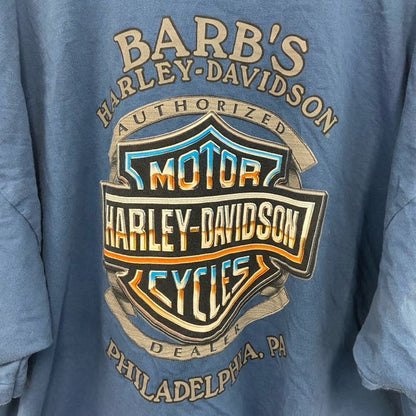 BARB'S
HARLEY-DAVIDSON
AUTHORIZED
MOTOR
HARLEY-DAVIDSON
CYCLES
DEALER
PHILADELPHIA, PA